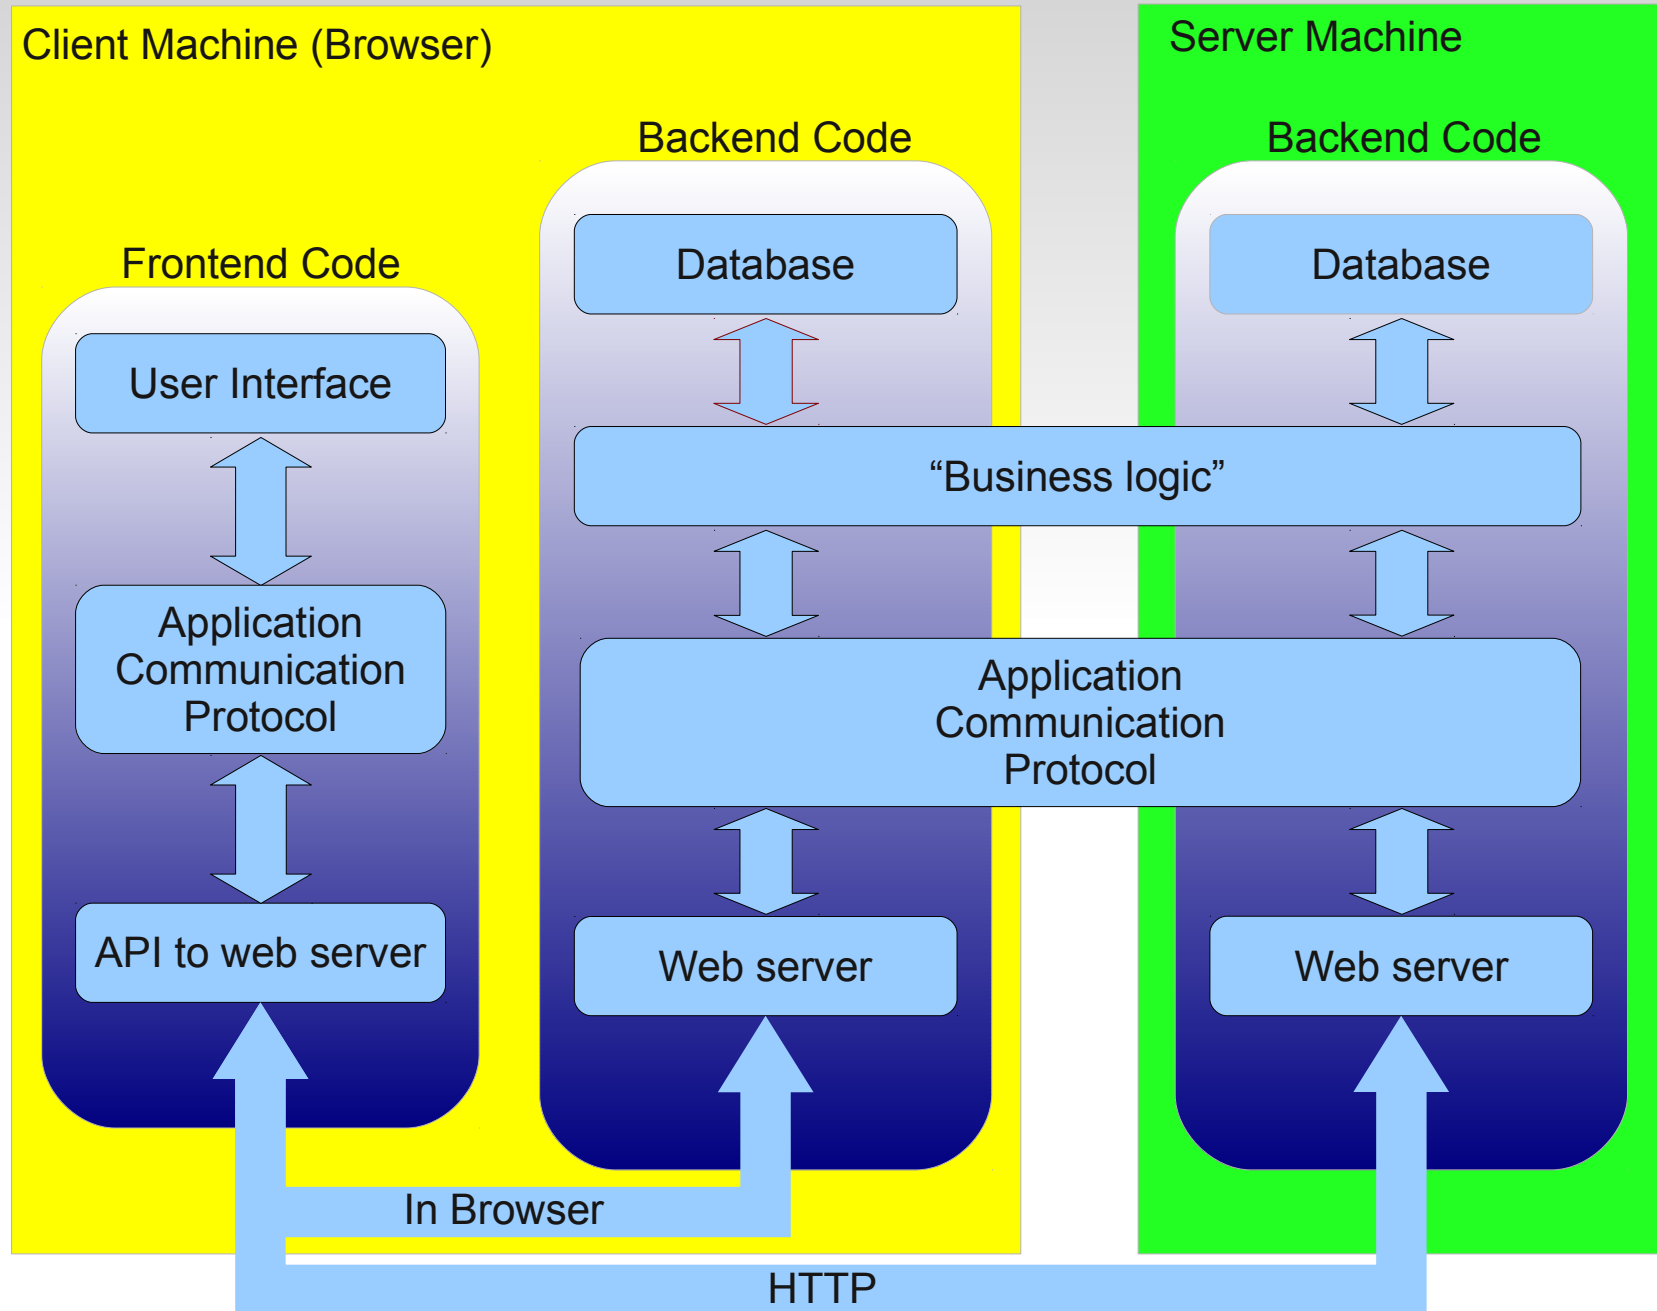 Client Machine (Browser)
Server Machine
Backend Code
Backend Code
Frontend Code
Database
Database
User Interface
“Business logic”
Application
Communication
Protocol
Application
Communication
Protocol
API to web server
Web server
Web server
In Browser
HTTP